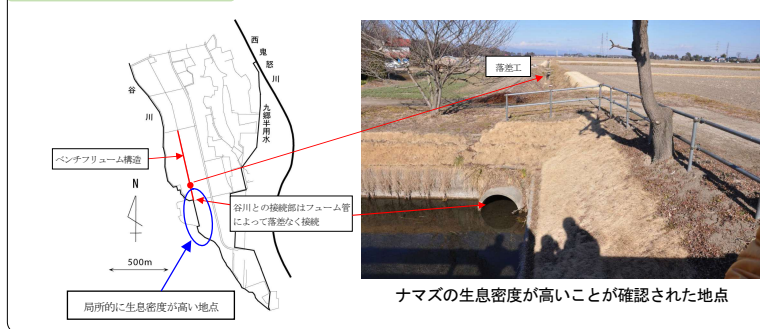 西鬼怒川
谷川
九郷半用水
ベンチフリューム構造
N
谷川との接続部はフューム管
によって落差なく接続
500m
局所的に生息密度が高い地点
落差工
ナマズの生息密度が高いことが確認された地点